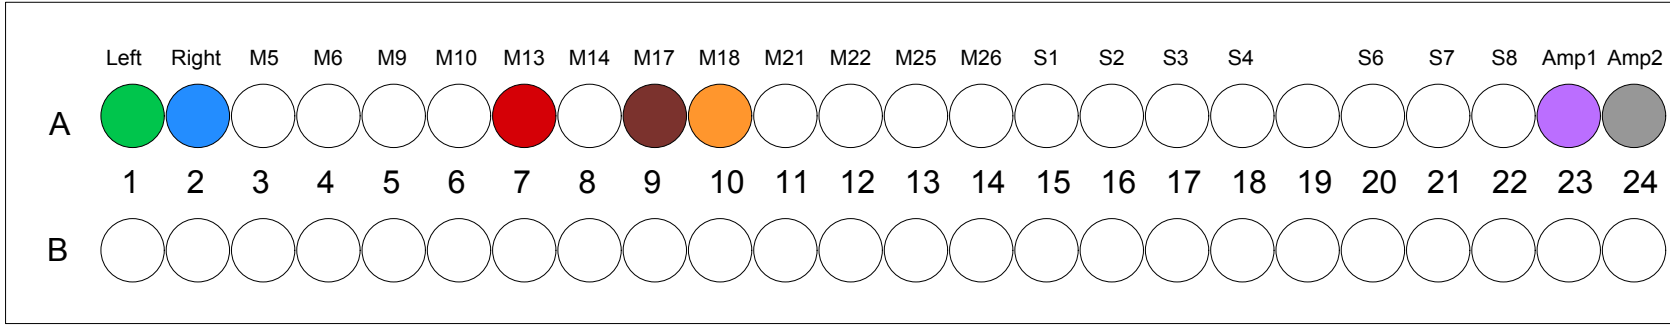 Left Right M5 M6 M9 M10 M13 M14 M17 M18 M21 M22 M25 M26 S1 S2 S3 S4 S6 S7 S8 Amp1 Amp2
A
1 2 3 4 5 6 7 8 9 10 11 12 13 14 15 16 17 18 19 20 21 22 23 24
B